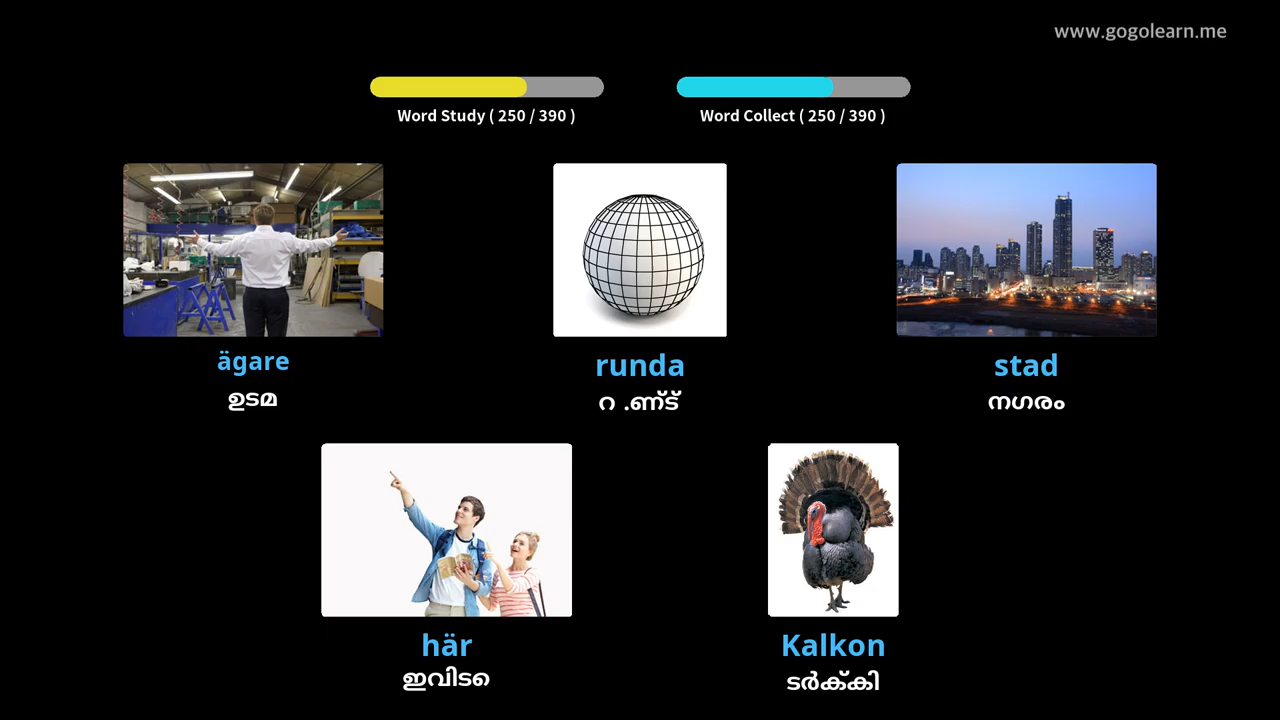 www.gogolearn.me
Word Study ( 250 / 390 )
Word Collect ( 250 / 390 )
ägare
ഉടമ
runda
റ .ണ്ട്
stad
നഗരം
här
ഇവിടെ
Kalkon
ടർക്കി